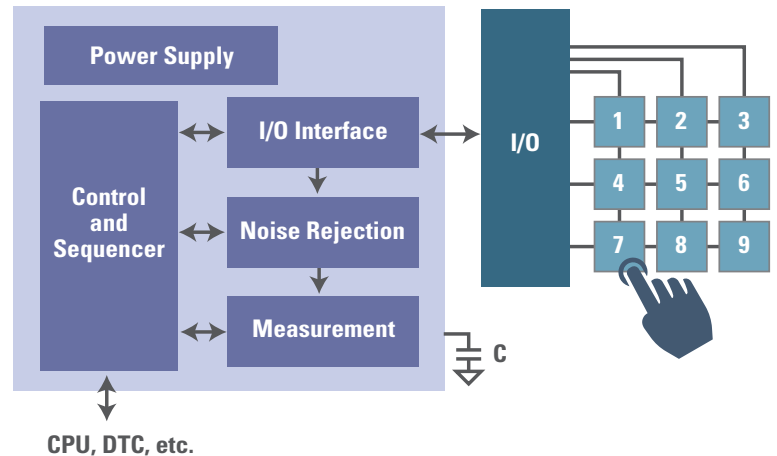 Power Supply
Control
and
Sequencer
I/O Interface
Noise Rejection
Measurement
C
CPU, DTC, etc.
I/O
1 2 3
4 5 6
7 8 9